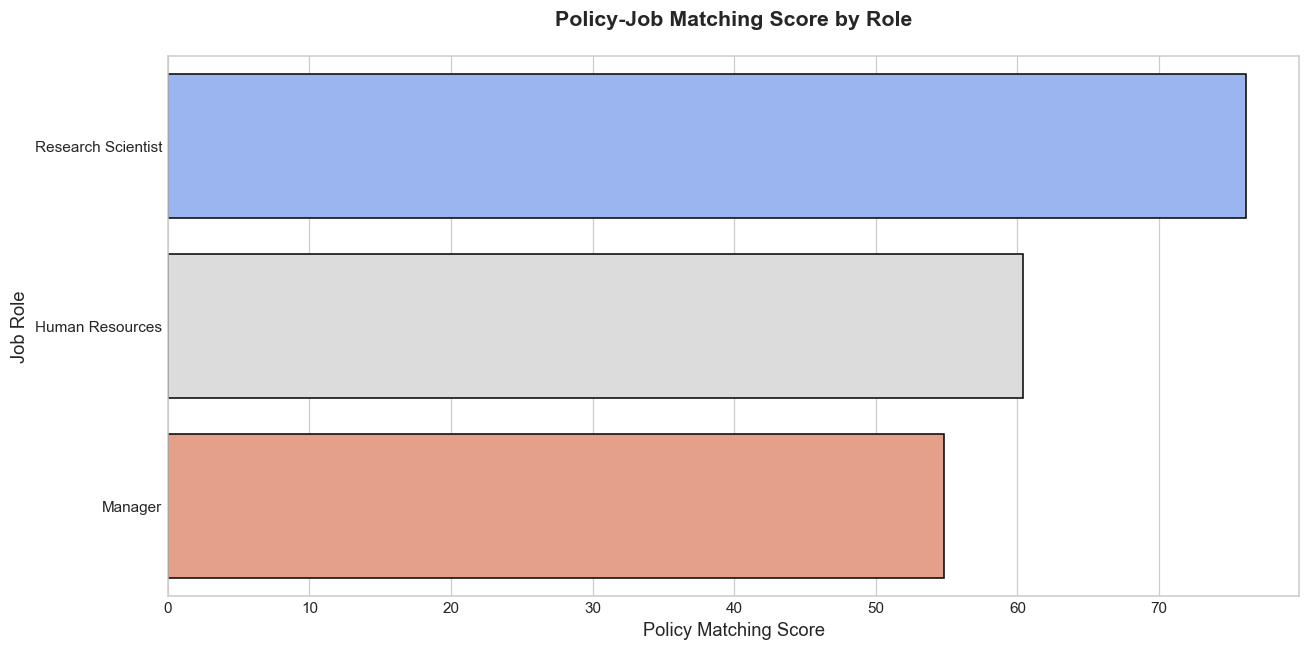 Policy-Job Matching Score by Role
Research Scientist
Human Resources
Manager
Job Role
0 10 20 30 40 50 60 70
Policy Matching Score